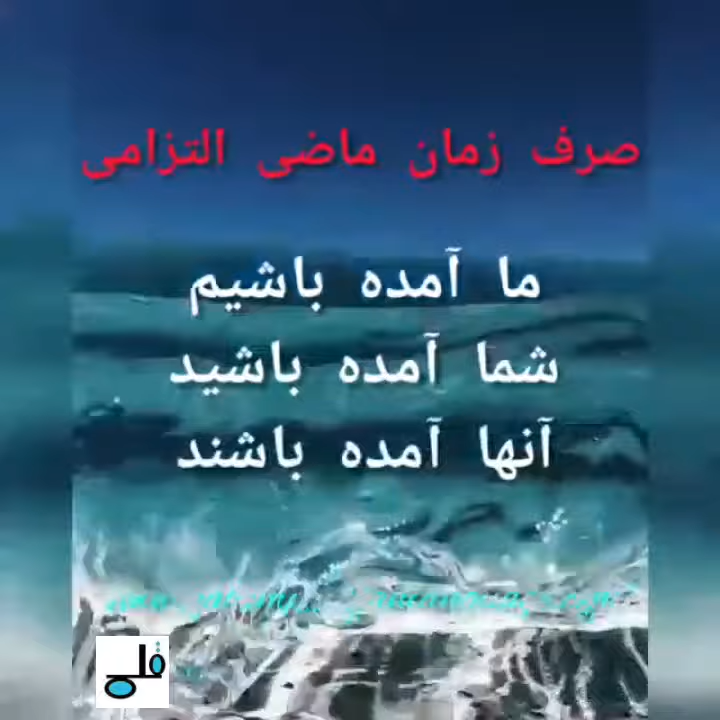 صرف زمان ماضی التزامی
ما آمده باشیم
شما آمده باشید
آنها آمده باشند